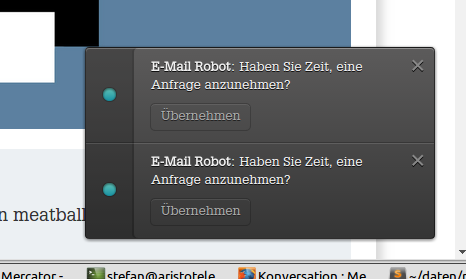 E-Mail Robot: Haben Sie Zeit, eine
Anfrage anzunehmen?
Übernehmen
E-Mail Robot: Haben Sie Zeit, eine
Anfrage anzunehmen?
Übernehmen
n meatball
Mercator - 
stefan@aristotele
Konversation : Me
~/daten/